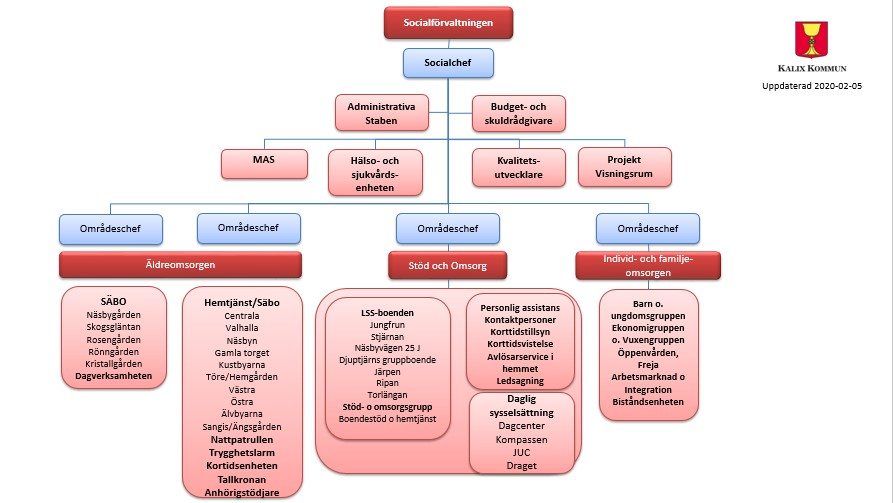 Socialförvaltningen
Socialchef
KALIX KOMMUN
Uppdaterad 2020-02-05
Administrativa
Staben
Budget- och
skuldrådgivare
MAS
Hälso- och
sjukvårds-
enheten
Kvalitets-
utvecklare
Projekt
Visningsrum
Områdeschef
Områdeschef
Områdeschef
Områdeschef
Äldreomsorgen
Stöd och Omsorg
Individ- och familje-
omsorgen
SÄBO
Näsbygården
Skogsgläntan
Rosengården
Rönngården
Kristallgården
Dagverksamheten
Hemtjänst/Säbo
Centrala
Valhalla
Näsbyn
Gamla torget
Kustbyarna
Töre/Hemgården
Västra
Östra
Älvbyarna
Sangis/Ängsgården
Nattpatrullen
Trygghetslarm
Kortidsenheten
Tallkronan
Anhörigstödjare
LSS-boenden
Jungfrun
Stjärnan
Näsbyvägen 25 J
Djuptjärns gruppboende
Järpen
Ripan
Torlängan
Stöd- o omsorgsgrupp
Boendestöd o hemtjänst
Personlig assistans
Kontaktpersoner
Korttidstillsyn
Korttidsvistelse
Avlösarservice i
hemmet
Ledsagning
Daglig
sysselsättning
Dagcenter
Kompassen
JUC
Draget
Barn o.
ungdomsgruppen
Ekonomigruppen
o. Vuxengruppen
Öppenvården,
Freja
Arbetsmarknad o
Integration
Biståndsenheten